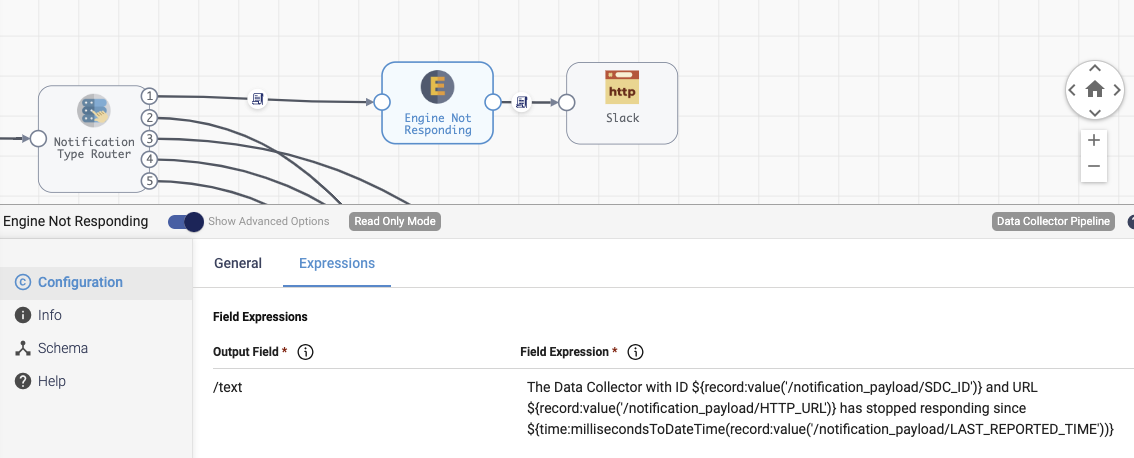 1
2
3
4
5
Notification
Type Router
E
Engine Not
Responding
http
Slack
Engine Not Responding
Show Advanced Options
Read Only Mode
Data Collector Pipeline
?
C Configuration
i Info
Schema
? Help
General
Expressions
Field Expressions
Output Field * i
Field Expression * i
/text
The Data Collector with ID ${record:value('/notification_payload/SDC_ID')} and URL
${record:value('/notification_payload/HTTP_URL')} has stopped responding since
${time:millisecondsToDateTime(record:value('/notification_payload/LAST_REPORTED_TIME'))}